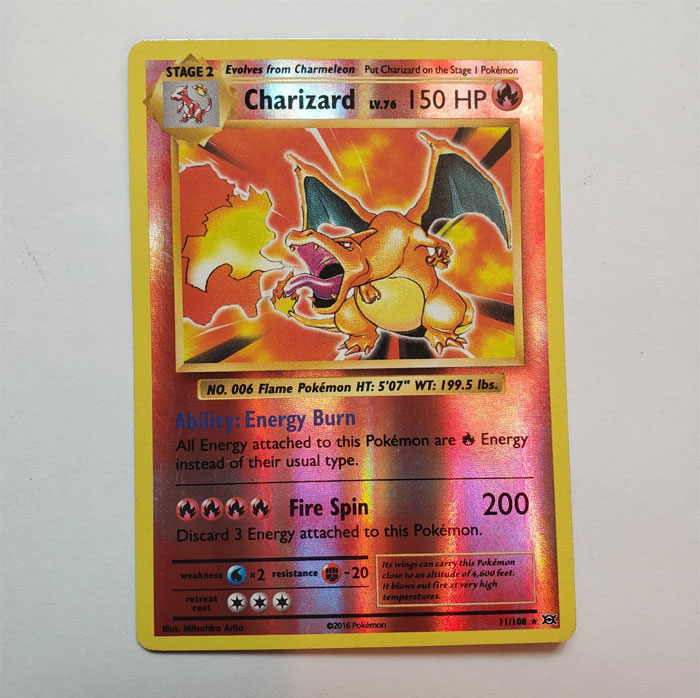 STAGE 2 Evolves from Charmeleon Put Charizard on the Stage 1 Pokémon
Charizard LV.76 150 HP
NO. 006 Flame Pokémon HT: 5'07" WT: 199.5 lbs.
Ability: Energy Burn
All Energy attached to this Pokémon are Energy
instead of their usual type.
Fire Spin 200
Discard 3 Energy attached to this Pokémon.
weakness ×2 resistance -20
retreat
cost
Its wings can carry this Pokémon
close to an altitude of 4,600 feet.
It blows out fire at very high
temperatures.
Illus. Mitsuhiro Arita
©2016 Pokémon
11/108